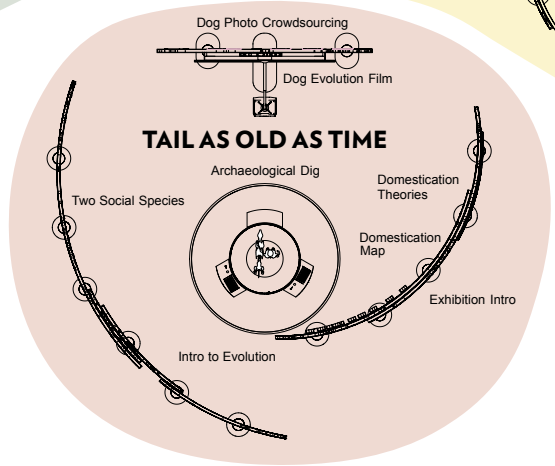 Dog Photo Crowdsourcing
Dog Evolution Film
TAIL AS OLD AS TIME
Archaeological Dig
Domestication
Theories
Two Social Species
Domestication
Map
Exhibition Intro
Intro to Evolution